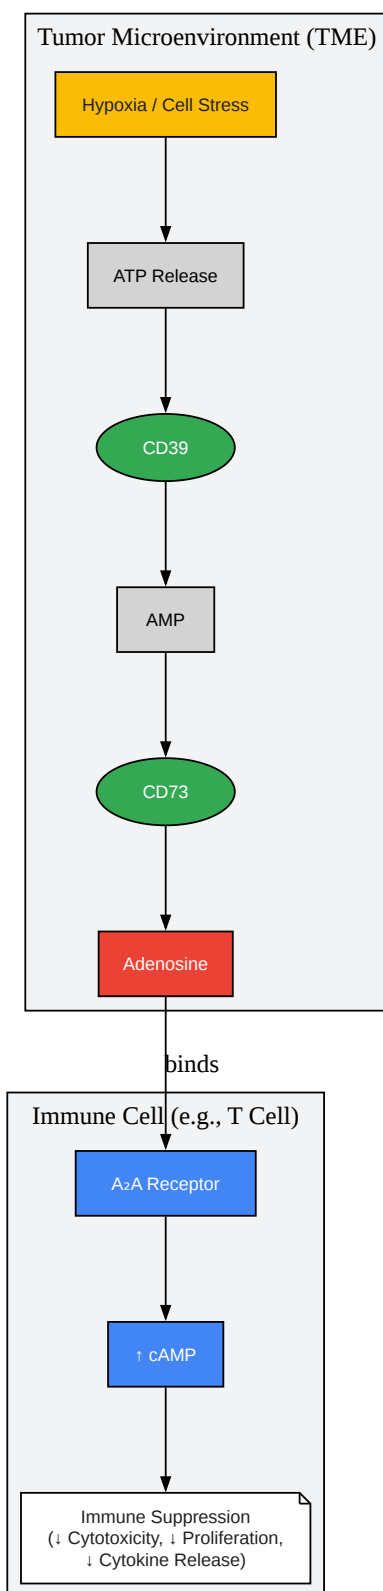 Tumor Microenvironment (TME)
Hypoxia / Cell Stress
ATP Release
CD39
AMP
CD73
Adenosine
binds
Immune Cell (e.g., T Cell)
A₂A Receptor
↑ cAMP
Immune Suppression
(↓ Cytotoxicity, ↓ Proliferation,
↓ Cytokine Release)